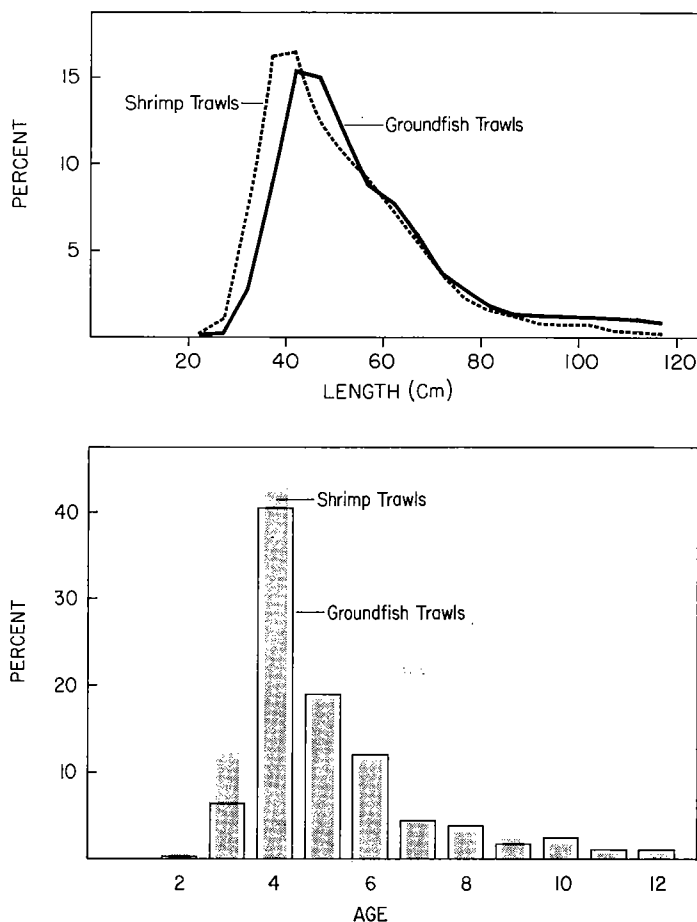 15
Shrimp Trawls
Groundfish Trawls
10
PERCENT
5
20 40 60 80 100 120
LENGTH (Cm)
Shrimp Trawls
40
30
Groundfish Trawls
PERCENT
20
10
2 4 6 8 10 12
AGE